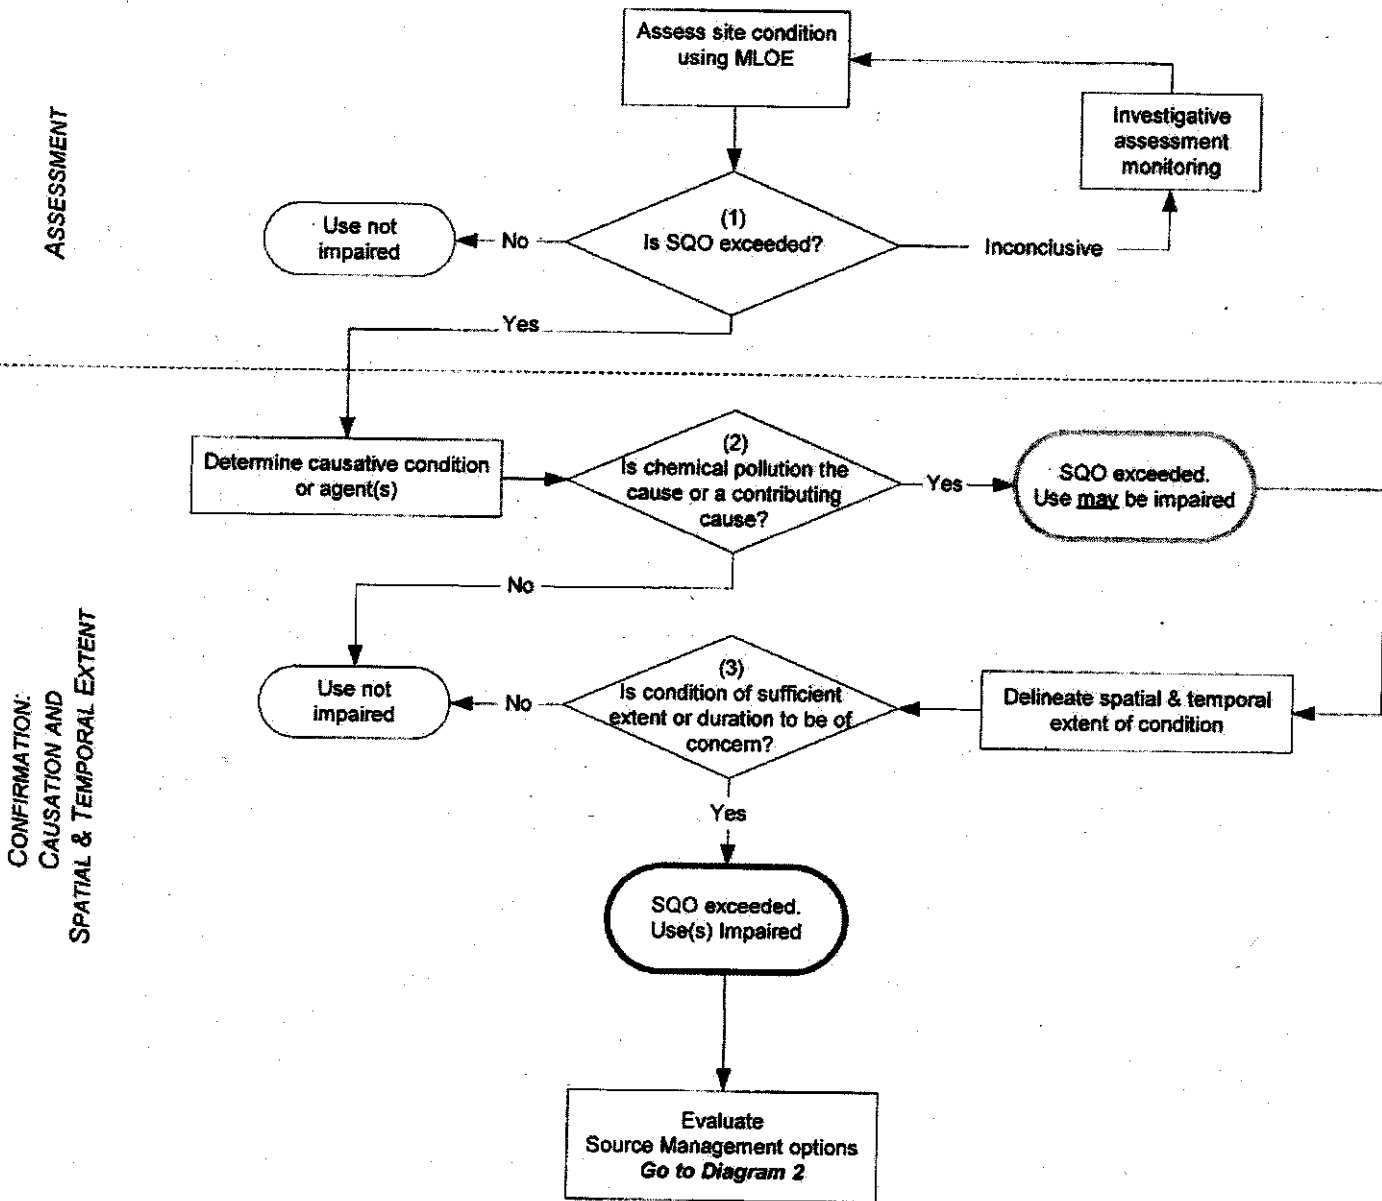 Assess site condition
using MLOE
Investigative
assessment
monitoring
ASSESSMENT
(1)
Is SQO exceeded?
Use not
impaired
No
Inconclusive
Yes
Determine causative condition
or agent(s)
(2)
Is chemical pollution the
cause or a contributing
cause?
Yes
SQO exceeded.
Use may be impaired
No
CONFIRMATION:
CAUSATION AND
SPATIAL & TEMPORAL EXTENT
Use not
impaired
No
(3)
Is condition of sufficient
extent or duration to be of
concern?
Delineate spatial & temporal
extent of condition
Yes
SQO exceeded.
Use(s) Impaired
Evaluate
Source Management options
Go to Diagram 2